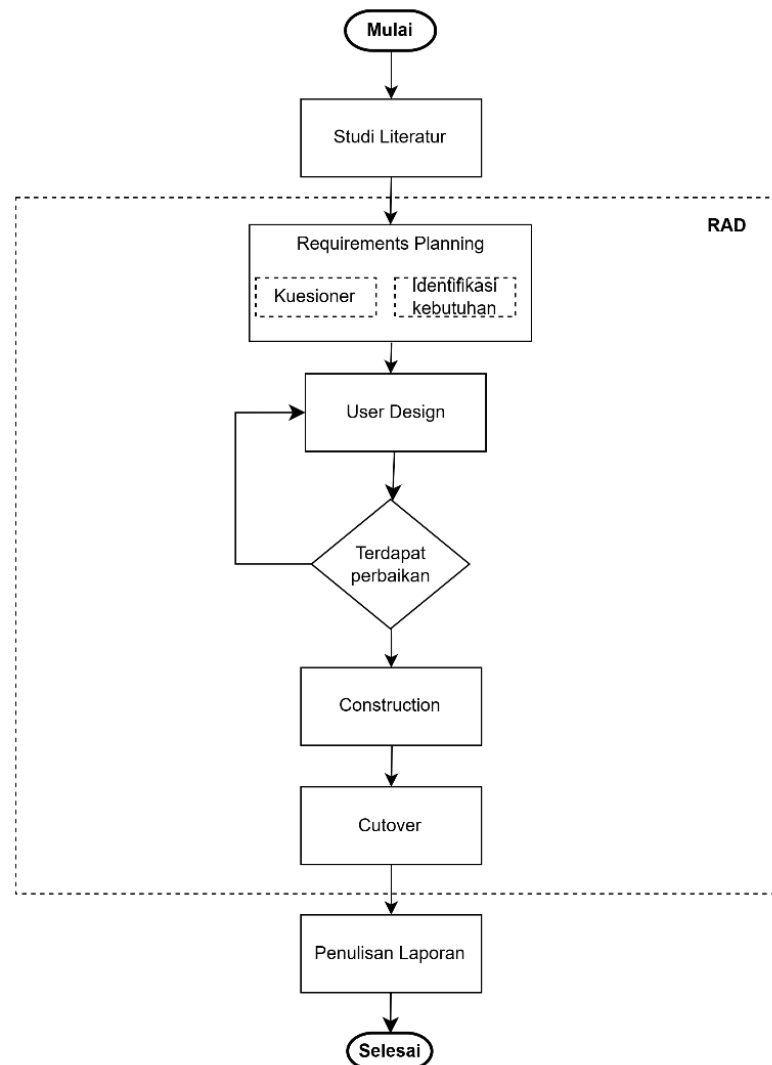 Mulai
Studi Literatur
RAD
Requirements Planning
Kuesioner
Identifikasi
kebutuhan
User Design
Terdapat
perbaikan
Construction
Cutover
Penulisan Laporan
Selesai